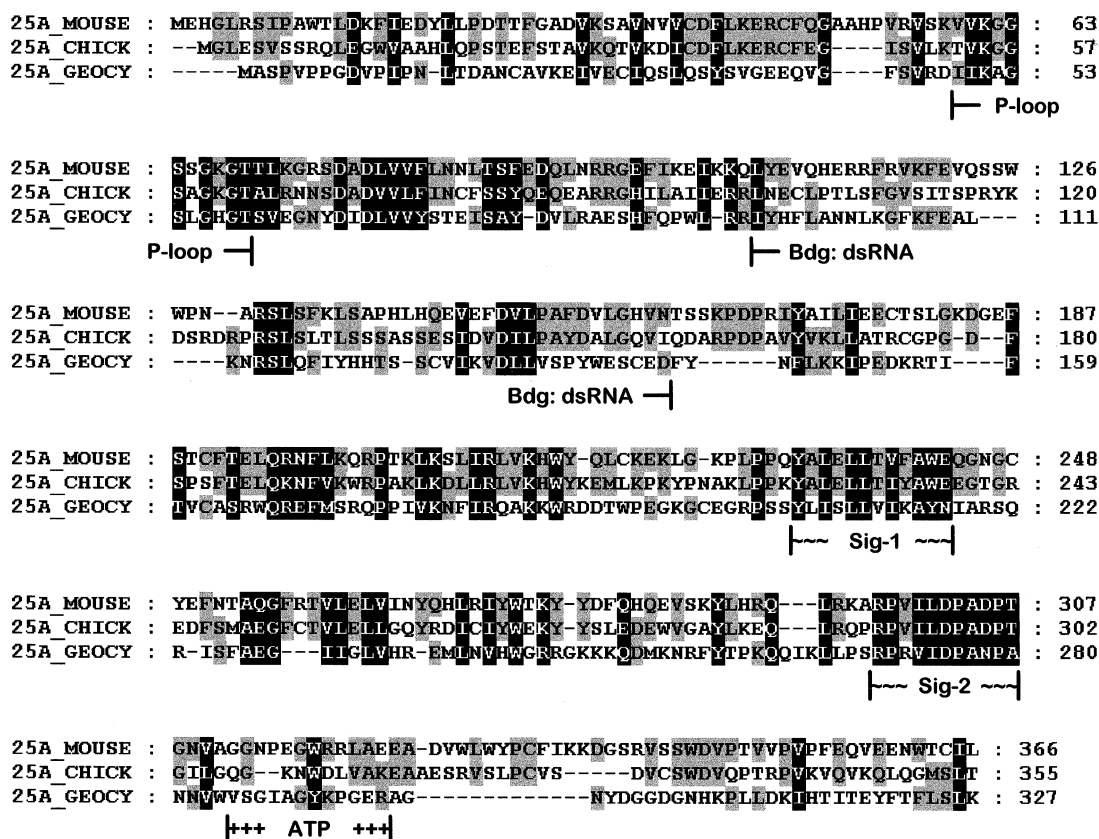 25A_MOUSE : MEHGLRSIPAWTLDKFIEDYLLPDTTFGADVKSAVNVVCDFLKERCFQGAAHPVRVSKVVKGG : 63
25A_CHICK : --MGLESVSSRQLEGWVAAHLQPSTEFSTAVKQTVKDICDFLKERCFEG----ISVLKTVKGG : 57
25A_GEOCY : -----MASPVPPGDVPIPN-LTDANCAVKEIVECIQSLQSYSVGEEQVG----FSVRDIIKAG : 53
P-loop
25A_MOUSE : SSGKGTTLKGRSDADLVVFLNNLTSFEDQLNRRGEFIKEIKKQLYEVQHERRFRVKFEVQSSW : 126
25A_CHICK : SAGKGTALRNNSDADVVLFINCFSSYQEQEARRGHILAIIERRLNECLPTLSFGVSITSPRYK : 120
25A_GEOCY : SLGHGTSVEGNYDIDLVVYSTEISAY-DVLRAESHFQPWL-RRLYHFLANNLKGFKFEAL--- : 111
P-loop Bdg: dsRNA
25A_MOUSE : WPN--ARSLSFKLSAPHLHQEVEFDVLPAFDVLGHVNTSSKPDPRIYAILIEECTSLGKDGEF : 187
25A_CHICK : DSRDRPRSLSLTLSSSASSESIDVDILPAYDALGQVIQDARPDPAVYVKLLATRCGPG-D--F : 180
25A_GEOCY : ----KNRSLQFIYHHTS-SCVIKVDLLVSPYWESCEDFY-----NFLKKIPEDKRTI----F : 159
Bdg: dsRNA
25A_MOUSE : STCFTELQRNFLKQRPTKLKSLIRLVKHWY-QLCKEKLG-KPLPPQYALELLTVFAWEQGNGC : 248
25A_CHICK : SPSFTELQKNFVKWRPAKLKDLLRLVKHWYKEMLKPKYPNAKLPPKYALELLTIYAWEEGTGR : 243
25A_GEOCY : TVCASRWQREFMSRQPPIVKNFIRQAKKWRDDTWPEGKGCEGRPSSYLISLLVIKAYNIARSQ : 222
~~~ Sig-1 ~~~
25A_MOUSE : YEFNTAQGFRTVLELVINYQHLRIYWTKY-YDFQHQEVSKYLHRQ---LRKARPVILDPADPT : 307
25A_CHICK : EDFSMAEGFCTVLELLGQYRDICIYWEKY-YSLEDEWVGAYLKEQ---LRQPRPVILDPADPT : 302
25A_GEOCY : R-ISFAEG---IIGLVHR-EMLNVHWGRRGKKKQDMKNRFYTPKQQIKLLPSRPRVIDPANPA : 280
~~~ Sig-2 ~~~
25A_MOUSE : GNVAGGNPEGWRRLAEEA-DVWLWYPCFIKKDGSRVSSWDVPTVVPVPFEQVEENWTCIL : 366
25A_CHICK : GILGQG--KNWDLVAKEAAESRVSLPCVS-----DVCSWDVQPTRPVKVQVKQLQGMSLT : 355
25A_GEOCY : NNVWVSGIAGYKPGERAG-------------NYDGGDGNHKPLLDKIHTITEYFTFLSLK : 327
+++ ATP +++